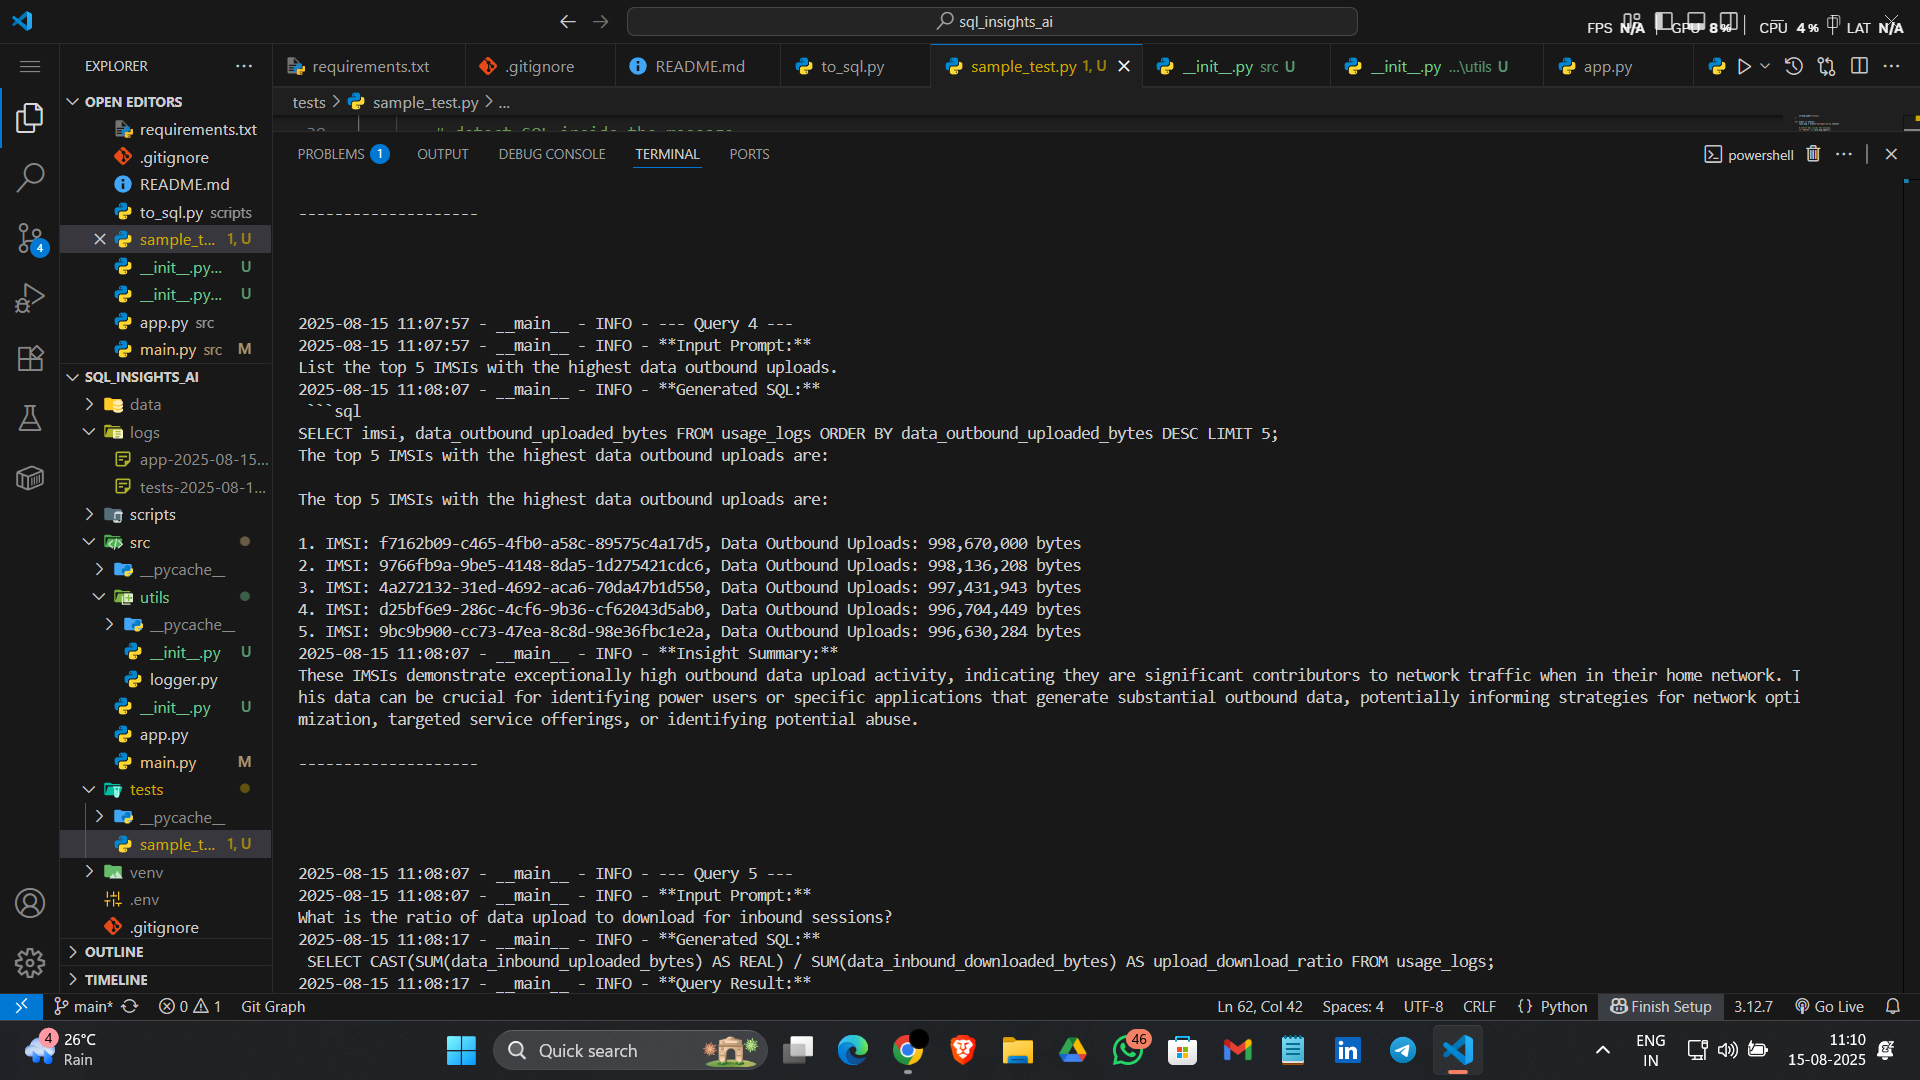 sql_insights_ai
FPS N/A GPU 8% CPU 4% LAT N/A
EXPLORER
OPEN EDITORS
requirements.txt
.gitignore
README.md
to_sql.py scripts
sample_t... 1, U
__init__.py... U
__init__.py... U
app.py src
main.py src M
SQL_INSIGHTS_AI
data
logs
app-2025-08-15...
tests-2025-08-1...
scripts
src
__pycache__
utils
__pycache__
__init__.py U
logger.py
__init__.py U
app.py
main.py M
tests
__pycache__
sample_t... 1, U
venv
.env
.gitignore
OUTLINE
TIMELINE
requirements.txt
.gitignore
README.md
to_sql.py
sample_test.py 1, U
__init__.py src U
__init__.py ...\utils U
app.py
tests > sample_test.py > ...
# detect SQL inside the message
PROBLEMS 1 OUTPUT DEBUG CONSOLE TERMINAL PORTS
powershell
--------------------
2025-08-15 11:07:57 - __main__ - INFO - --- Query 4 ---
2025-08-15 11:07:57 - __main__ - INFO - **Input Prompt:**
List the top 5 IMSIs with the highest data outbound uploads.
2025-08-15 11:08:07 - __main__ - INFO - **Generated SQL:**
```sql
SELECT imsi, data_outbound_uploaded_bytes FROM usage_logs ORDER BY data_outbound_uploaded_bytes DESC LIMIT 5;
The top 5 IMSIs with the highest data outbound uploads are:
The top 5 IMSIs with the highest data outbound uploads are:
1. IMSI: f7162b09-c465-4fb0-a58c-89575c4a17d5, Data Outbound Uploads: 998,670,000 bytes
2. IMSI: 9766fb9a-9be5-4148-8da5-1d275421cdc6, Data Outbound Uploads: 998,136,208 bytes
3. IMSI: 4a272132-31ed-4692-aca6-70da47b1d550, Data Outbound Uploads: 997,431,943 bytes
4. IMSI: d25bf6e9-286c-4cf6-9b36-cf62043d5ab0, Data Outbound Uploads: 996,704,449 bytes
5. IMSI: 9bc9b900-cc73-47ea-8c8d-98e36fbc1e2a, Data Outbound Uploads: 996,630,284 bytes
2025-08-15 11:08:07 - __main__ - INFO - **Insight Summary:**
These IMSIs demonstrate exceptionally high outbound data upload activity, indicating they are significant contributors to network traffic when in their home network. T
his data can be crucial for identifying power users or specific applications that generate substantial outbound data, potentially informing strategies for network opti
mization, targeted service offerings, or identifying potential abuse.
--------------------
2025-08-15 11:08:07 - __main__ - INFO - --- Query 5 ---
2025-08-15 11:08:07 - __main__ - INFO - **Input Prompt:**
What is the ratio of data upload to download for inbound sessions?
2025-08-15 11:08:17 - __main__ - INFO - **Generated SQL:**
SELECT CAST(SUM(data_inbound_uploaded_bytes) AS REAL) / SUM(data_inbound_downloaded_bytes) AS upload_download_ratio FROM usage_logs;
2025-08-15 11:08:17 - __main__ - INFO - **Query Result:**
4
main* 0 1 Git Graph
Ln 62, Col 42 Spaces: 4 UTF-8 CRLF {} Python Finish Setup 3.12.7 Go Live
4
26°C
Rain
Quick search
46
ENG
IN
11:10
15-08-2025